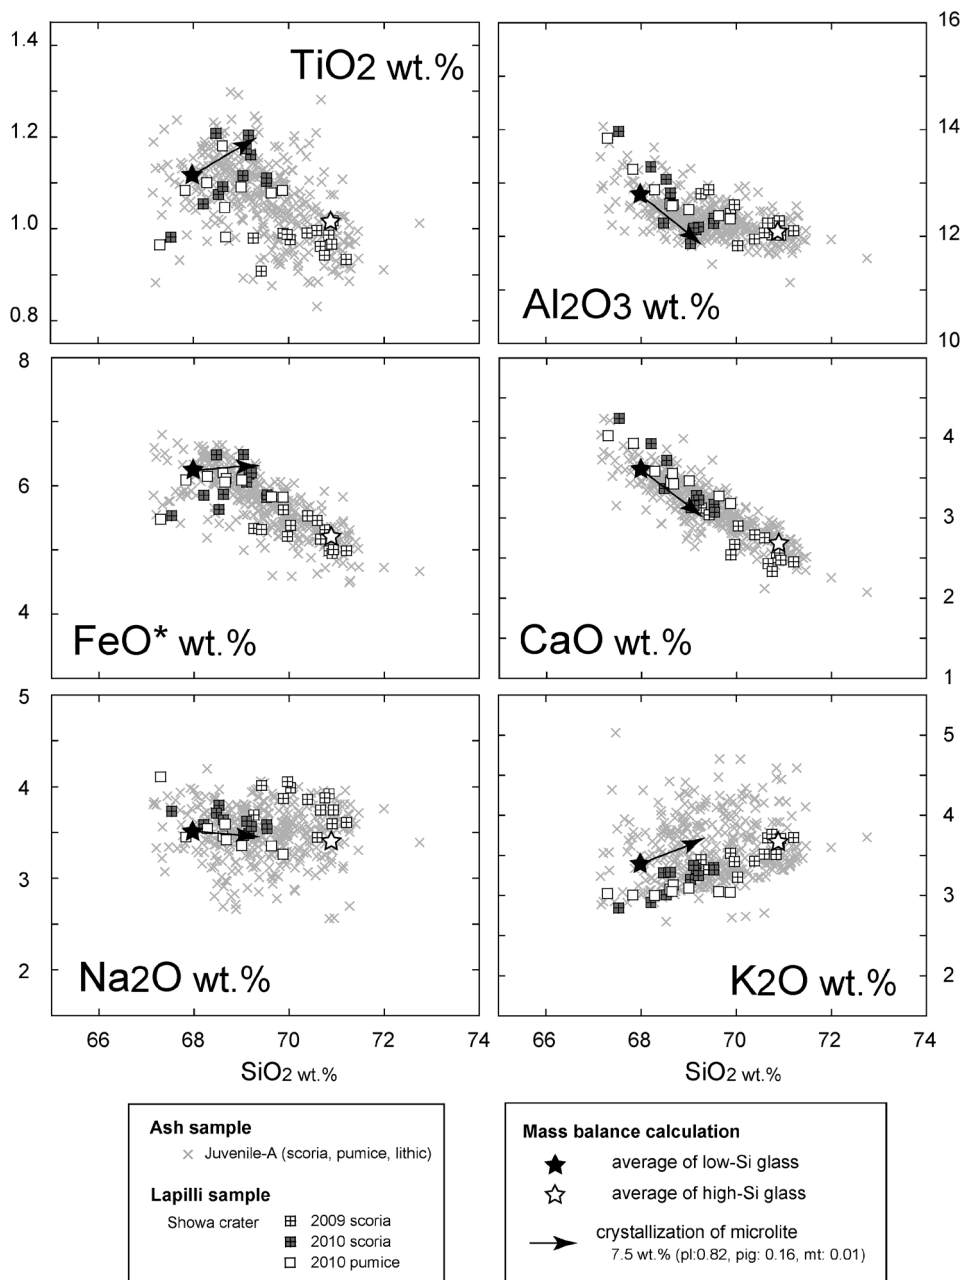 1.4
1.2
1.0
0.8
TiO2 wt.%
16
14
12
10
Al2O3 wt.%
8
6
4
FeO* wt.%
4
3
2
1
CaO wt.%
5
4
3
2
Na2O wt.%
5
4
3
2
K2O wt.%
66 68 70 72 74
SiO2 wt.%
66 68 70 72 74
SiO2 wt.%
Ash sample
Juvenile-A (scoria, pumice, lithic)
Lapilli sample
Showa crater
2009 scoria
2010 scoria
2010 pumice
Mass balance calculation
average of low-Si glass
average of high-Si glass
crystallization of microlite
7.5 wt.% (pl:0.82, pig: 0.16, mt: 0.01)